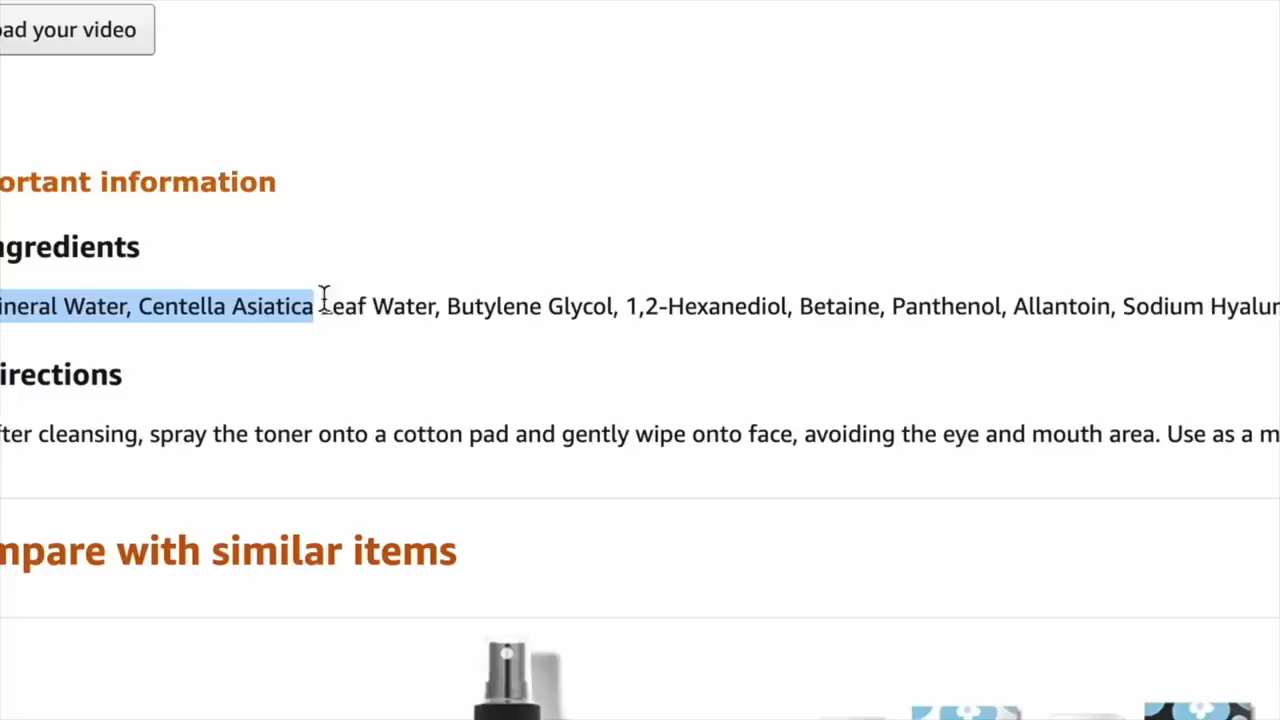 ad your video
ortant information
ngredients
ineral Water, Centella Asiatica Leaf Water, Butylene Glycol, 1,2-Hexanediol, Betaine, Panthenol, Allantoin, Sodium Hyalur
irections
fter cleansing, spray the toner onto a cotton pad and gently wipe onto face, avoiding the eye and mouth area. Use as a m
mpare with similar items